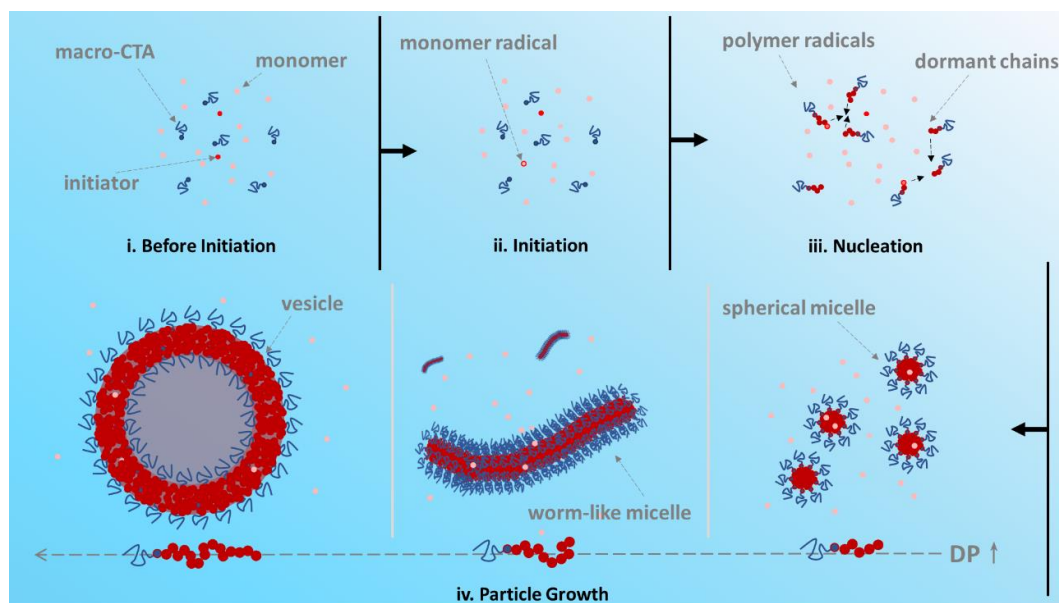 macro-CTA
monomer
initiator
i. Before Initiation
monomer radical
ii. Initiation
polymer radicals
dormant chains
iii. Nucleation
vesicle
worm-like micelle
spherical micelle
DP ↑
iv. Particle Growth